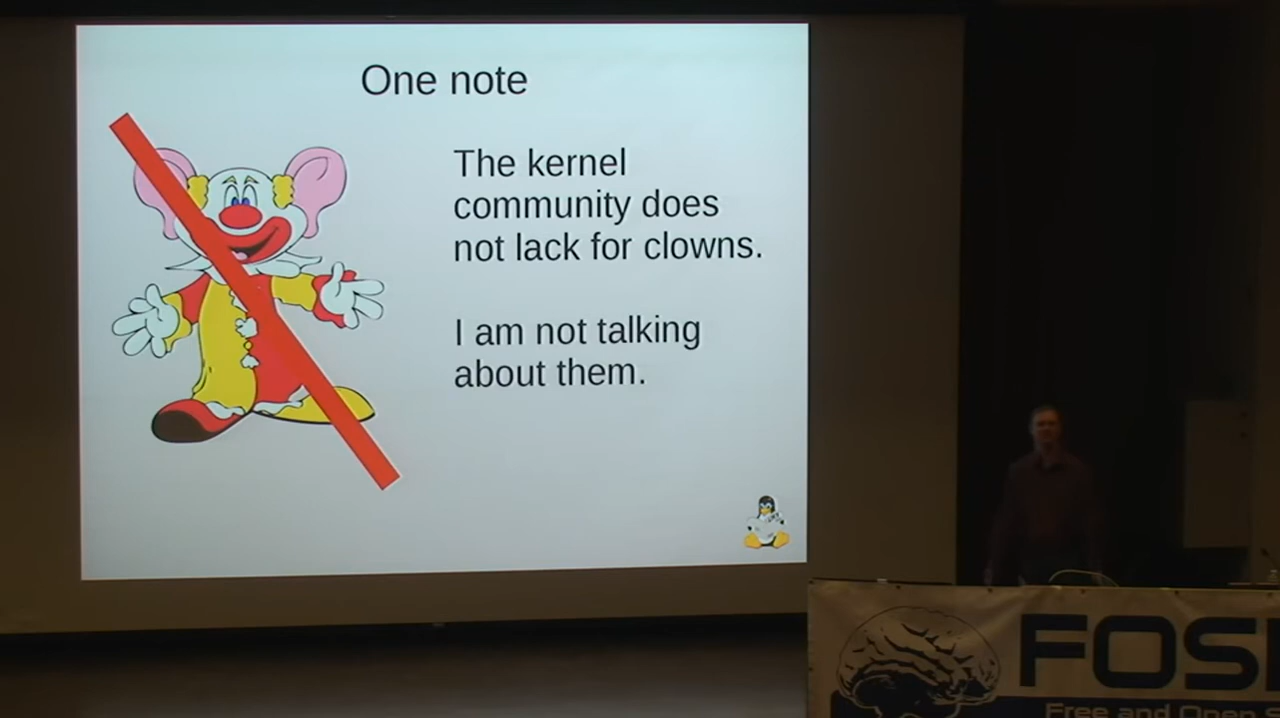 One note
The kernel
community does
not lack for clowns.
I am not talking
about them.
FOS
Free and Open S